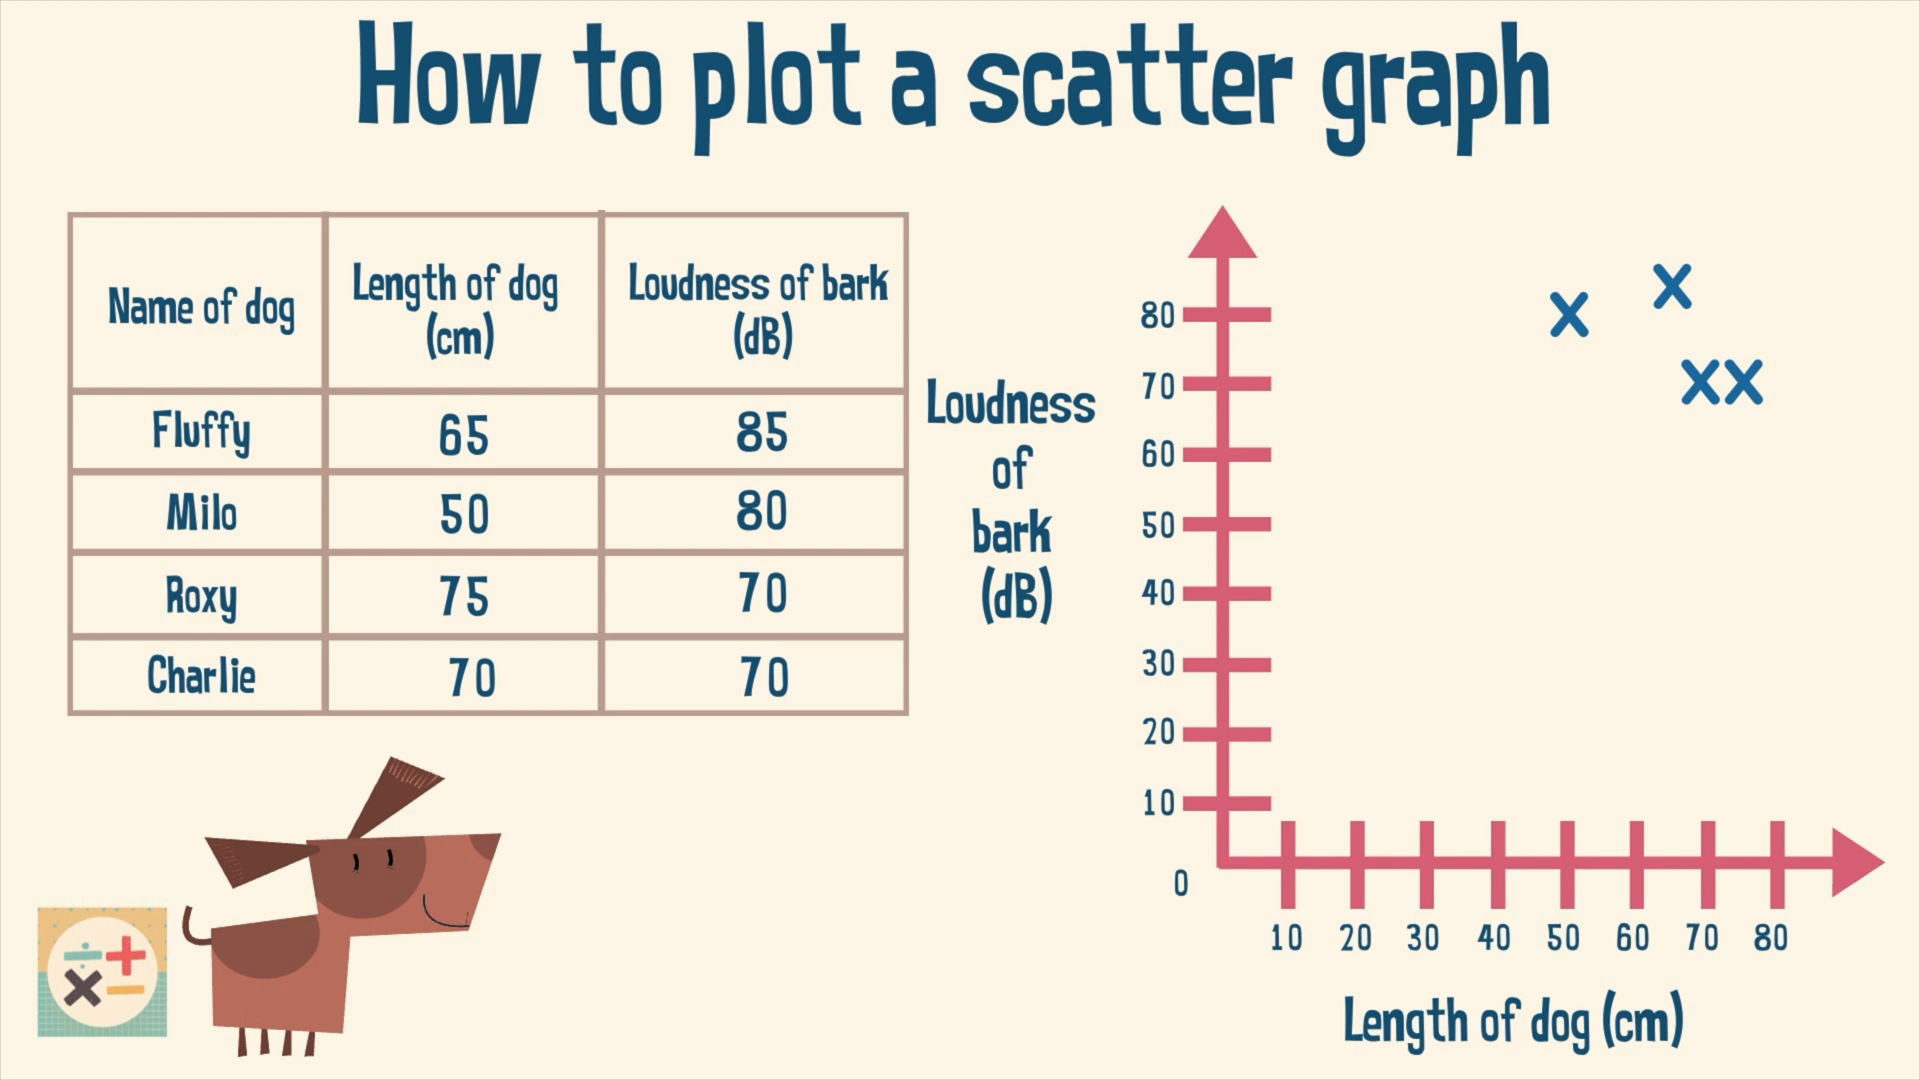 How to plot a scatter graph
Name of dog
Length of dog
(cm)
Loudness of bark
(dB)
Fluffy
65
85
Milo
50
80
Roxy
75
70
Charlie
70
70
Loudness
of
bark
(dB)
80
70
60
50
40
30
20
10
0
10 20 30 40 50 60 70 80
Length of dog (cm)